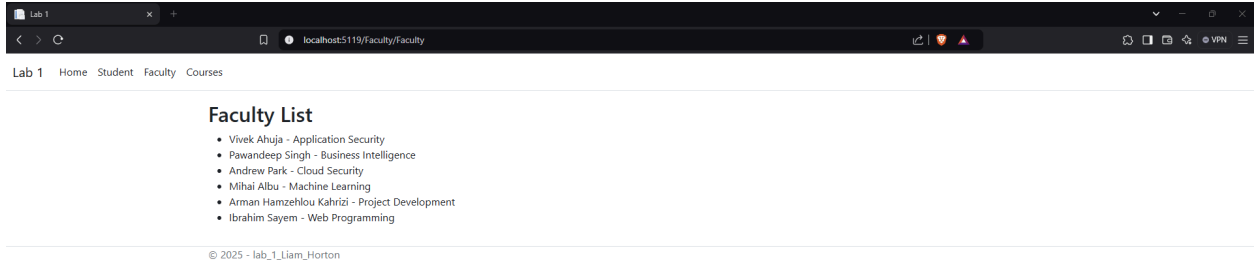 Lab 1
localhost:5119/Faculty/Faculty
VPN
Lab 1 Home Student Faculty Courses
Faculty List
• Vivek Ahuja - Application Security
• Pawandeep Singh - Business Intelligence
• Andrew Park - Cloud Security
• Mihai Albu - Machine Learning
• Arman Hamzehlou Kahrizi - Project Development
• Ibrahim Sayem - Web Programming
© 2025 - lab_1_Liam_Horton